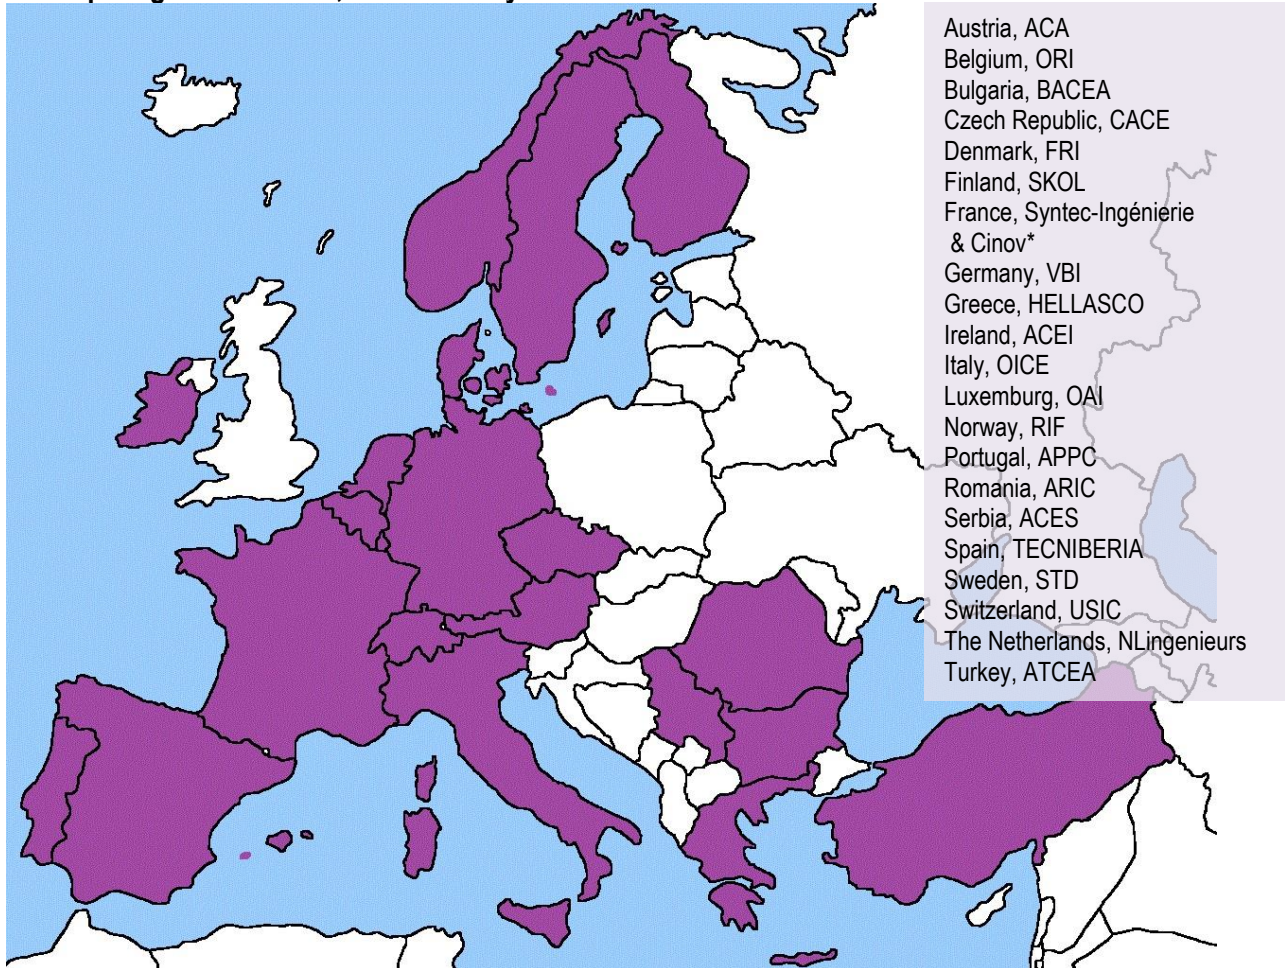 Austria, ACA
Belgium, ORI
Bulgaria, BACEA
Czech Republic, CACE
Denmark, FRI
Finland, SKOL
France, Syntec-Ingénierie
& Cinov*
Germany, VBI
Greece, HELLASCO
Ireland, ACEI
Italy, OICE
Luxemburg, OAI
Norway, RIF
Portugal, APPC
Romania, ARIC
Serbia, ACES
Spain, TECNIBERIA
Sweden, STD
Switzerland, USIC
The Netherlands, NLingenieurs
Turkey, ATCEA